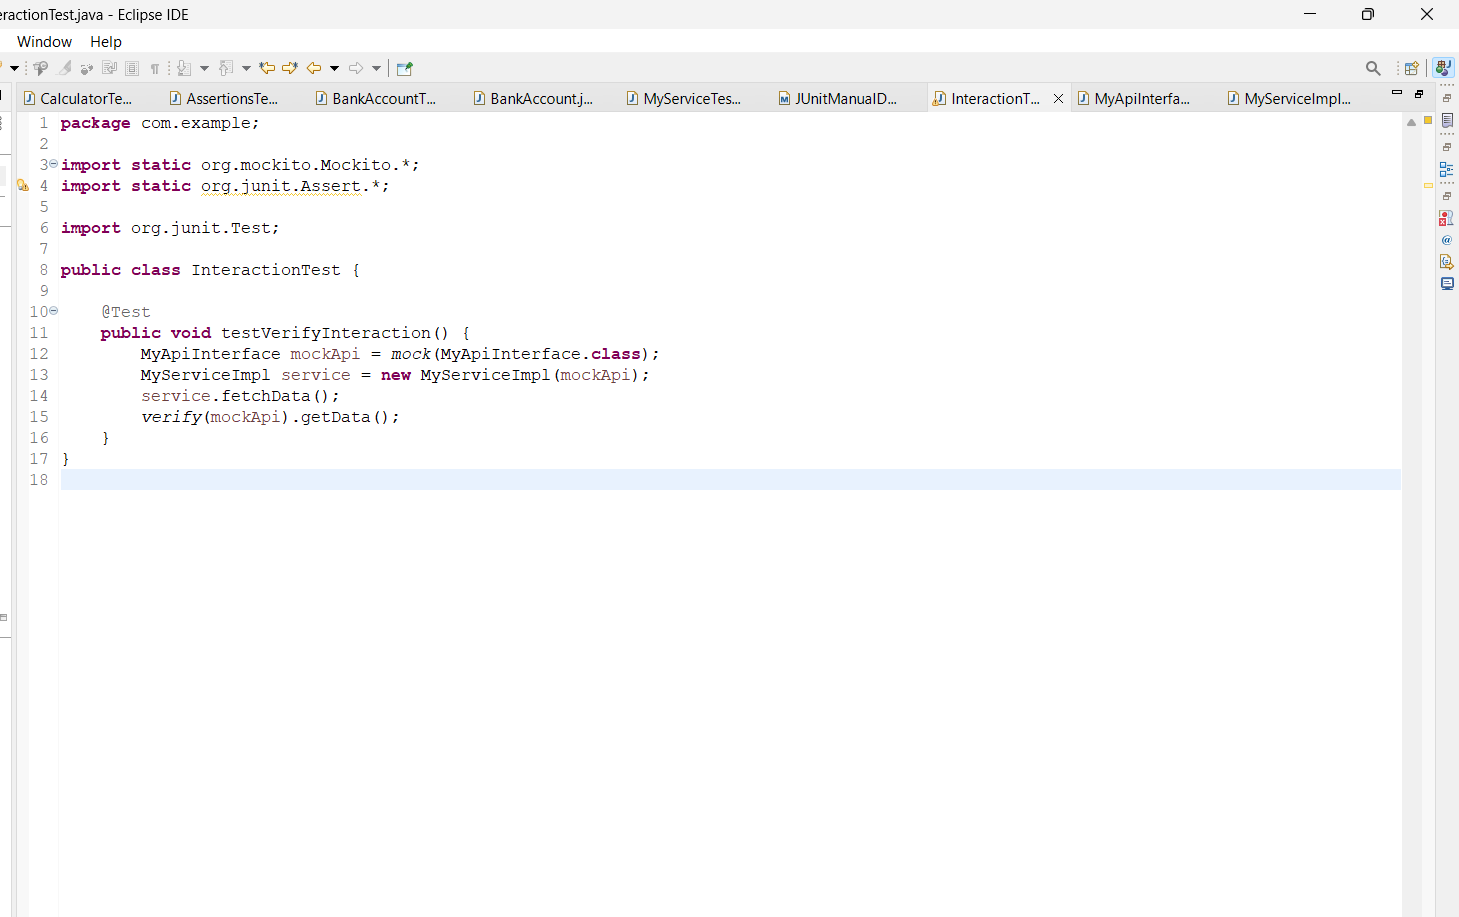 eractionTest.java - Eclipse IDE
Window Help
CalculatorTe... AssertionsTe... BankAccountT... BankAccount.j... MyServiceTes... JUnitManualD... InteractionT... MyApiInterfa... MyServiceImpl...
1 package com.example;
2
3 import static org.mockito.Mockito.*;
4 import static org.junit.Assert.*;
5
6 import org.junit.Test;
7
8 public class InteractionTest {
9
10 @Test
11 public void testVerifyInteraction() {
12 MyApiInterface mockApi = mock(MyApiInterface.class);
13 MyServiceImpl service = new MyServiceImpl(mockApi);
14 service.fetchData();
15 verify(mockApi).getData();
16 }
17 }
18